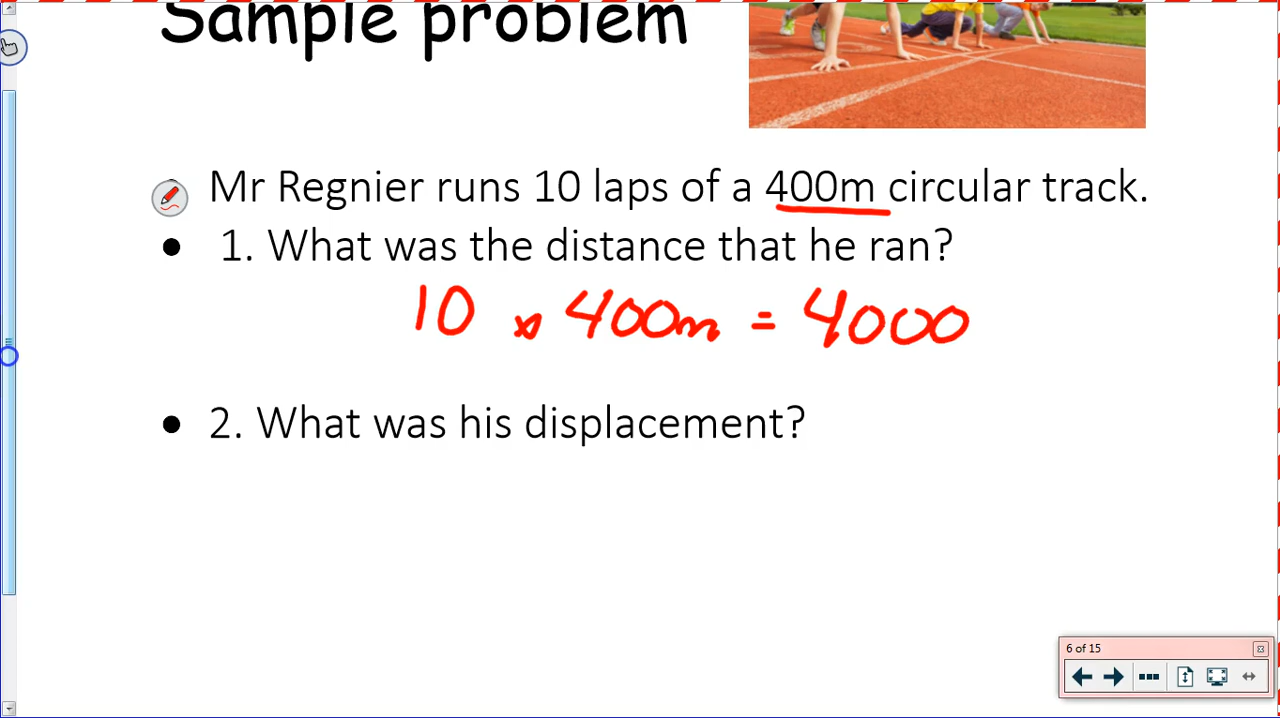 Sample problem
Mr Regnier runs 10 laps of a 400m circular track.
• 1. What was the distance that he ran?
10 x 400m = 4000
• 2. What was his displacement?
6 of 15